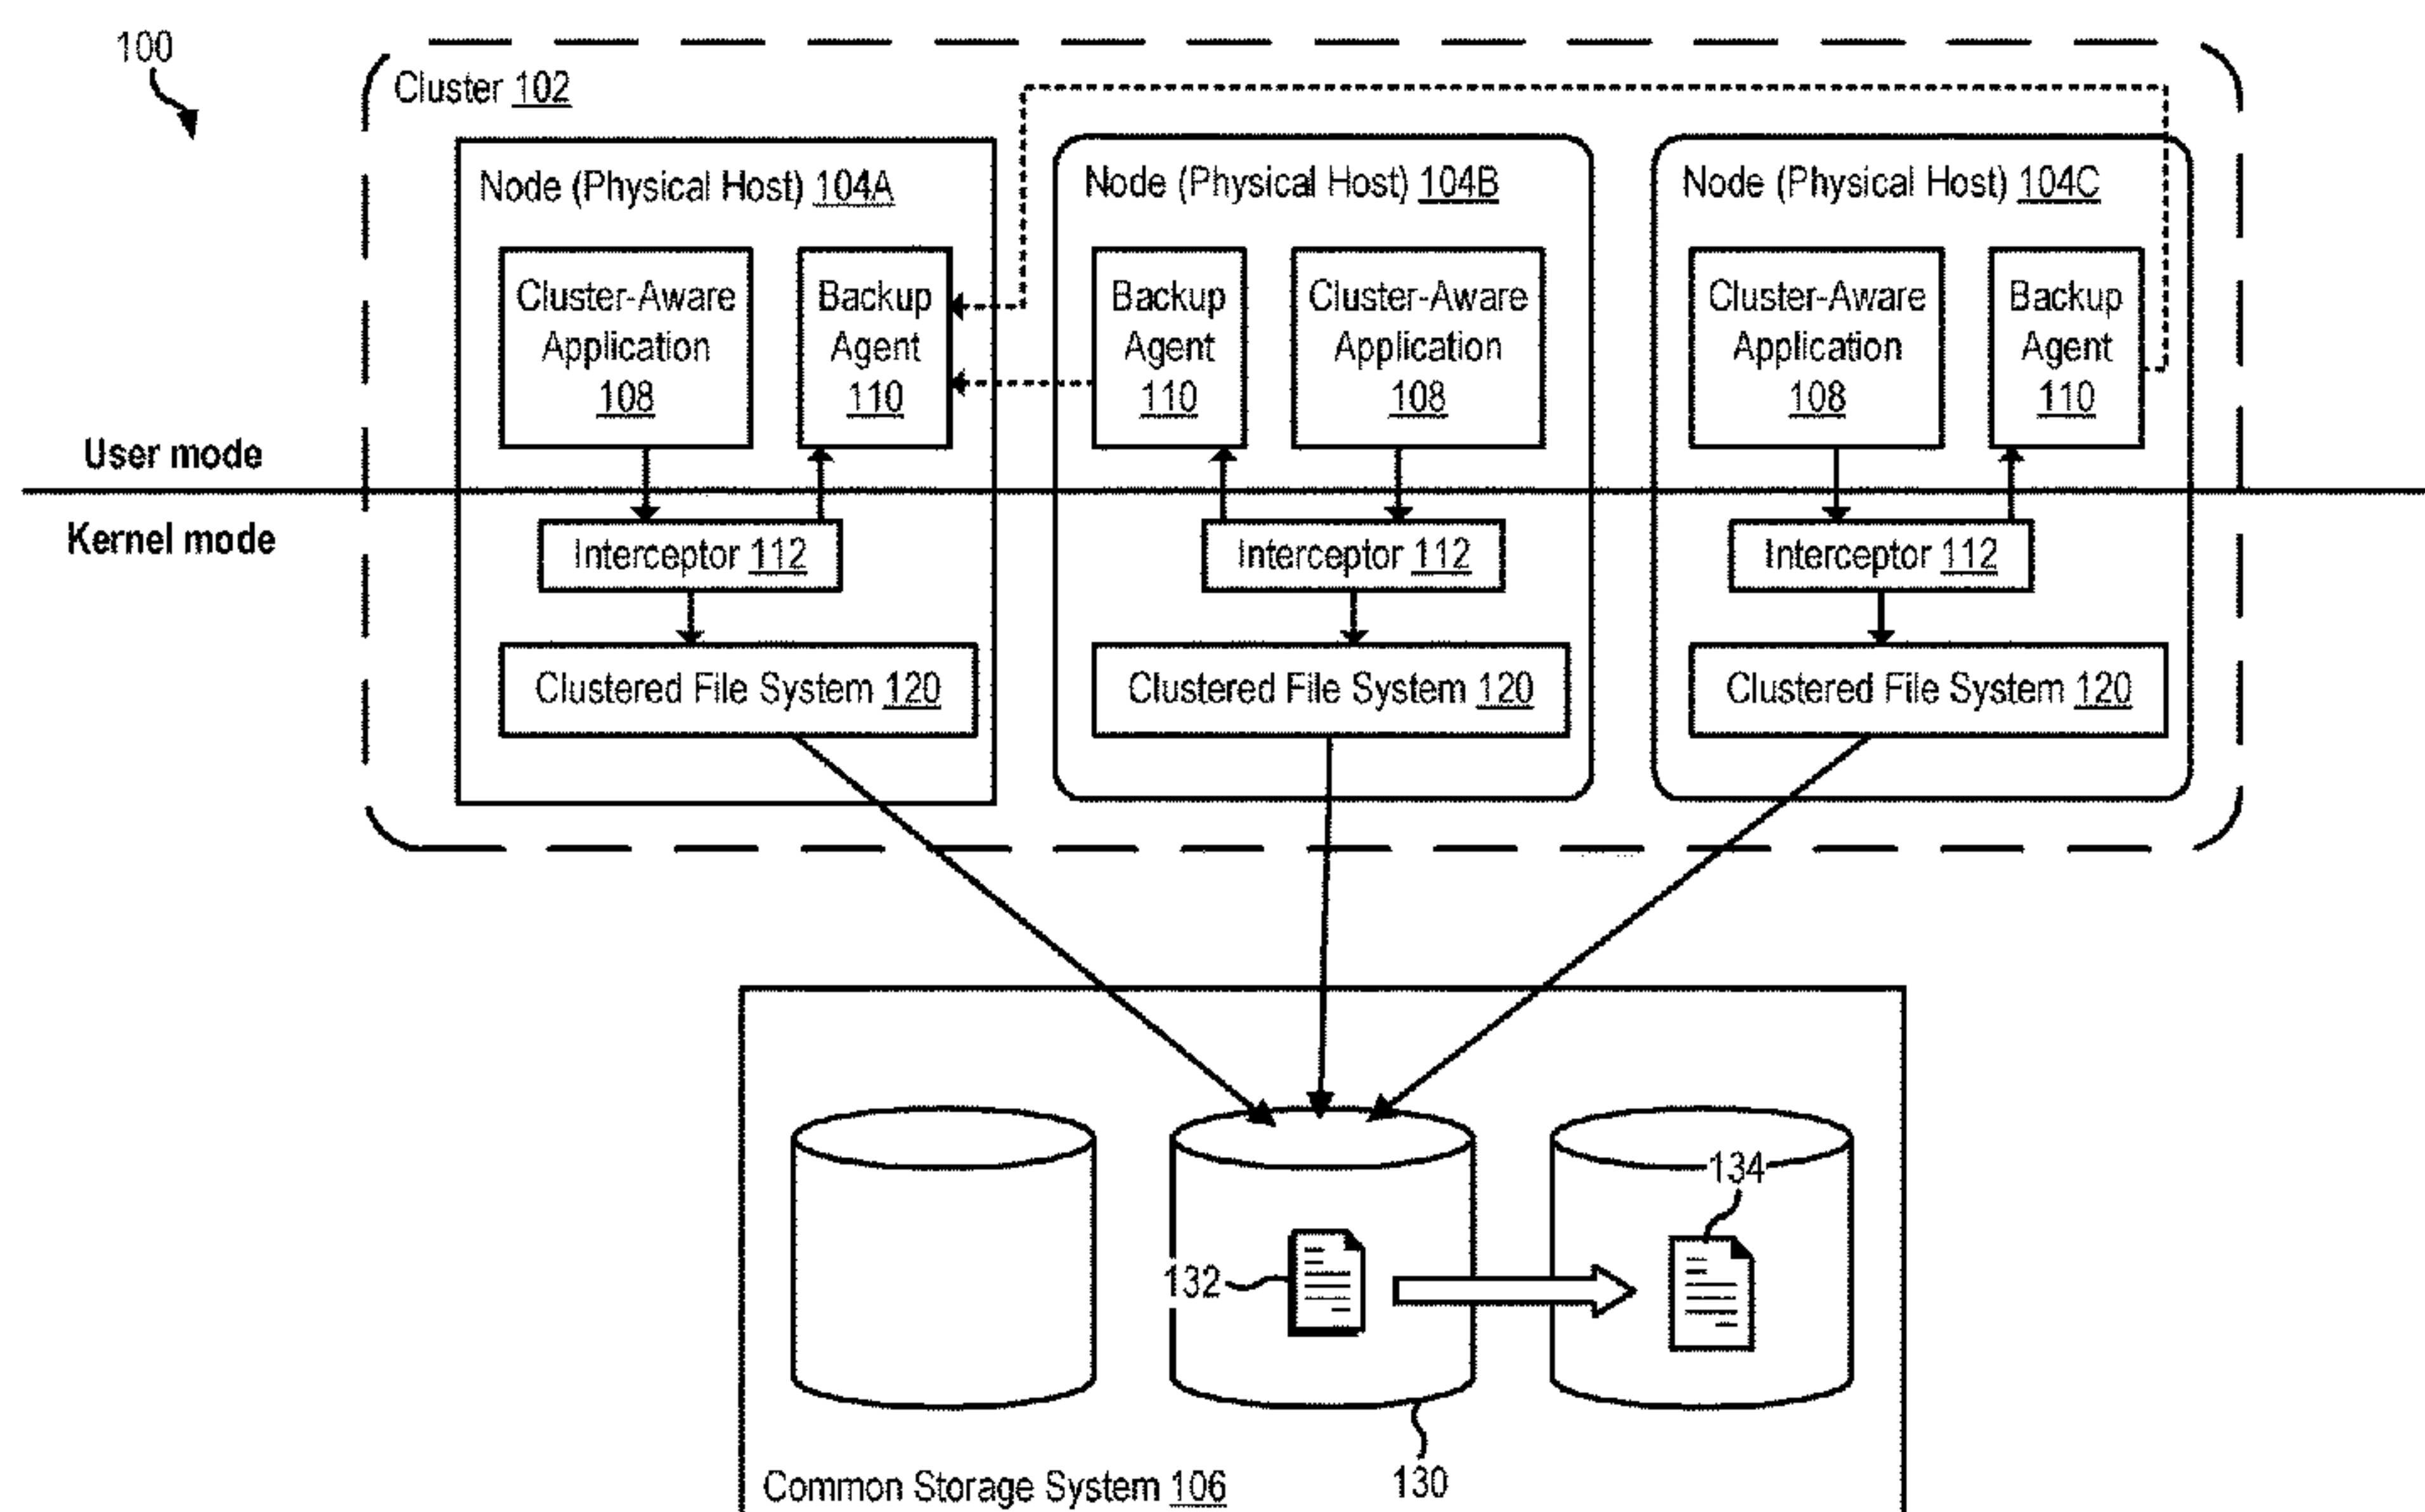 100
Cluster 102
Node (Physical Host) 104A
Node (Physical Host) 104B
Node (Physical Host) 104C
Cluster-Aware
Application
108
Backup
Agent
110
Backup
Agent
110
Cluster-Aware
Application
108
Cluster-Aware
Application
108
Backup
Agent
110
User mode
Kernel mode
Interceptor 112
Interceptor 112
Interceptor 112
Clustered File System 120
Clustered File System 120
Clustered File System 120
134
132
130
Common Storage System 106